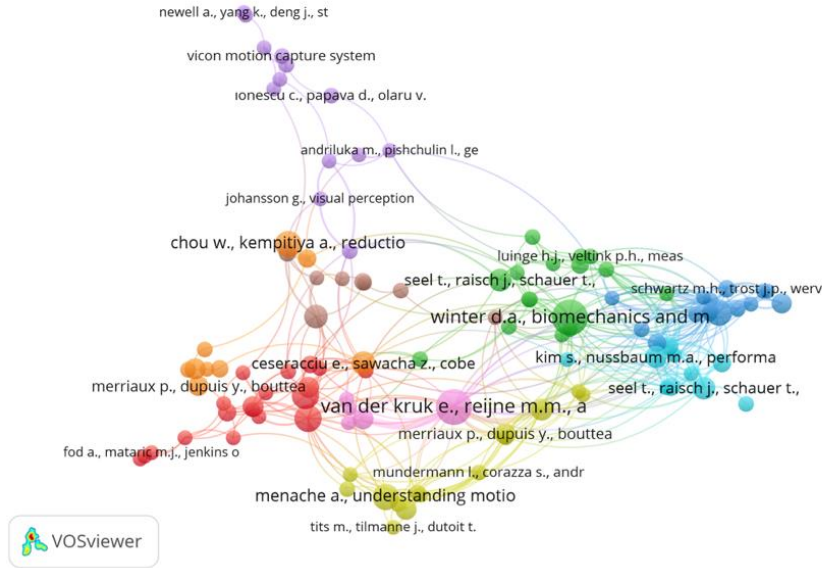 newell a., yang k., deng j., st
vicon motion capture system
ionescu c., papava d., olaru v.
andriluka m., pishchulin l., ge
johansson g., visual perception
chou w., kempitiya a., reductio
luinge h.j., veltink p.h., meas
seel t., raisch j., schauer t.,
schwartz m.h., trost j.p., werv
winter d.a., biomechanics and m
kim s., nussbaum m.a., performa
ceseracciu e., sawacha z., cobe
merriaux p., dupuis y., bouttea
seel t., raisch j., schauer t.,
van der kruk e., reijne m.m., a
merriaux p., dupuis y., bouttea
fod a., mataric m.j., jenkins o
mundermann l., corazza s., andr
menache a., understanding motio
tits m., tilmanne j., dutoit t.
VOSviewer